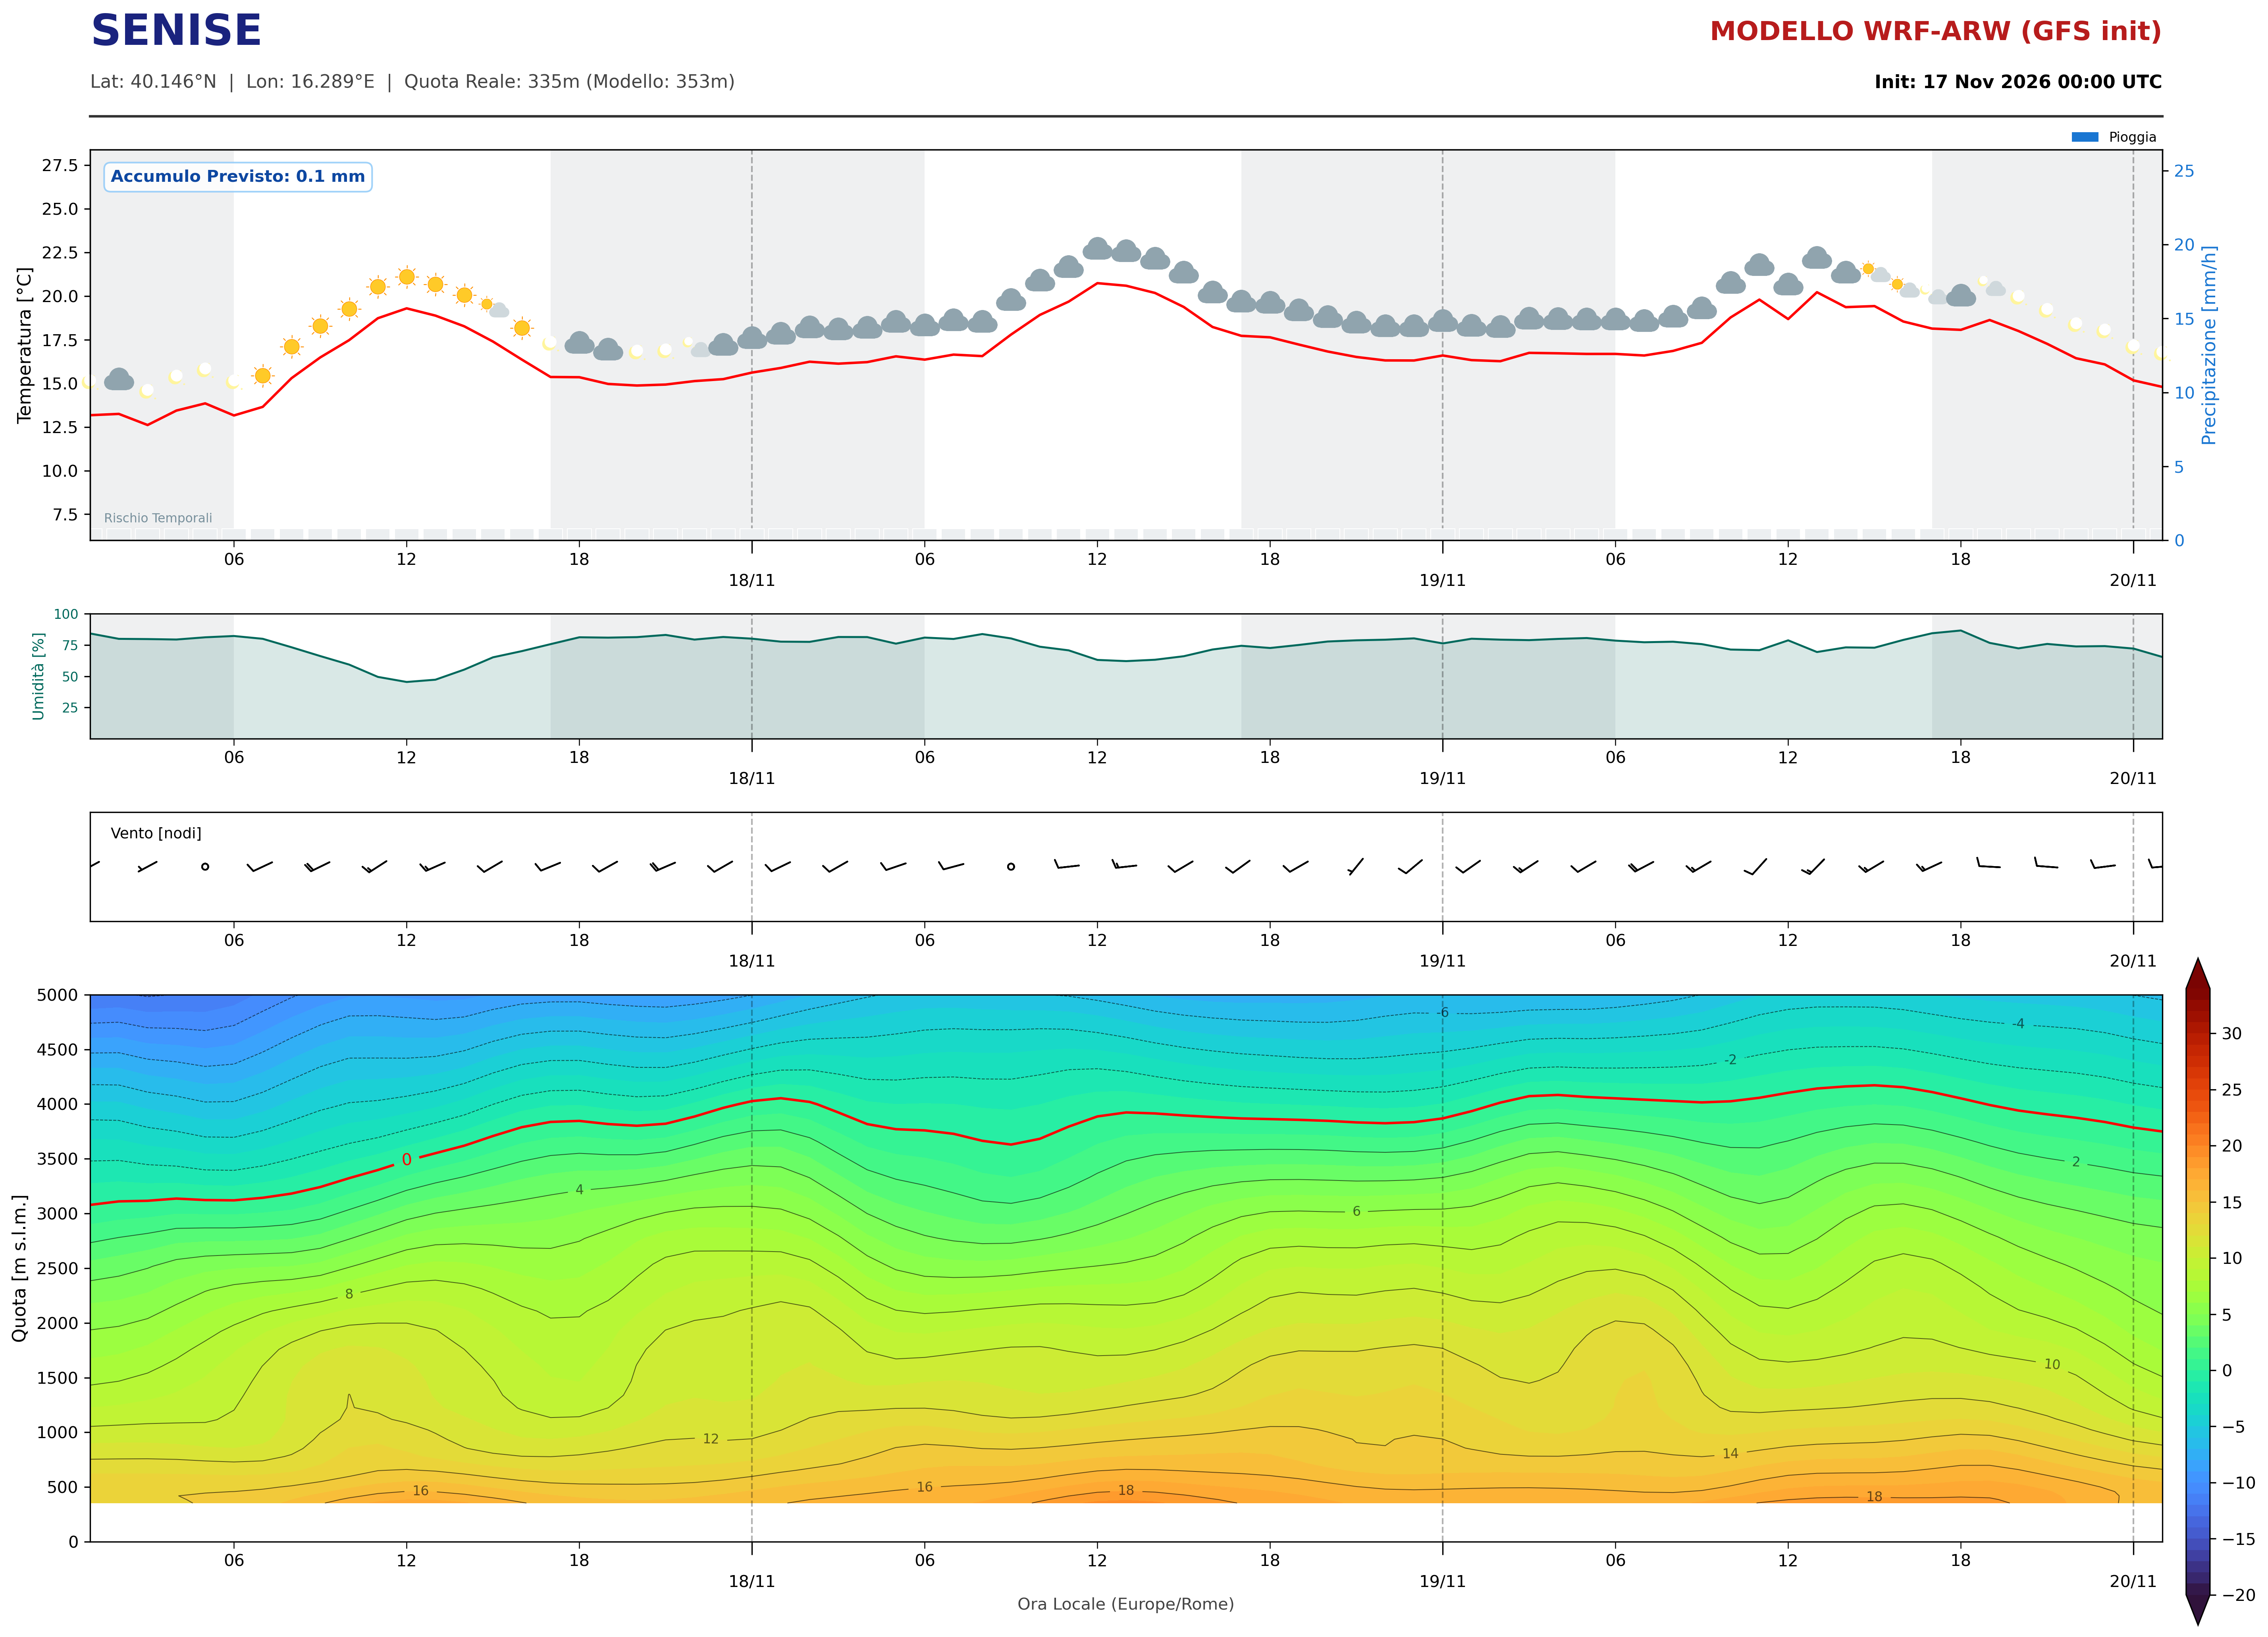 SENISE
MODELLO WRF-ARW (GFS init)
Lat: 40.146°N | Lon: 16.289°E | Quota Reale: 335m (Modello: 353m)
Init: 17 Nov 2026 00:00 UTC
Pioggia
Accumulo Previsto: 0.1 mm
Temperatura [°C]
27.5
25.0
22.5
20.0
17.5
15.0
12.5
10.0
7.5
Precipitazione [mm/h]
25
20
15
10
5
0
Rischio Temporali
06 12 18 06 12 18 06 12 18
18/11 19/11 20/11
Umidità [%]
100
75
50
25
06 12 18 06 12 18 06 12 18
18/11 19/11 20/11
Vento [nodi]
06 12 18 06 12 18 06 12 18
18/11 19/11 20/11
Quota [m s.l.m.]
5000
4500
4000
3500
3000
2500
2000
1500
1000
500
0
-6
-4
-2
0
2
4
6
8
10
12
14
16
16
18
18
30
25
20
15
10
5
0
−5
−10
−15
−20
06 12 18 06 12 18 06 12 18
18/11 19/11 20/11
Ora Locale (Europe/Rome)